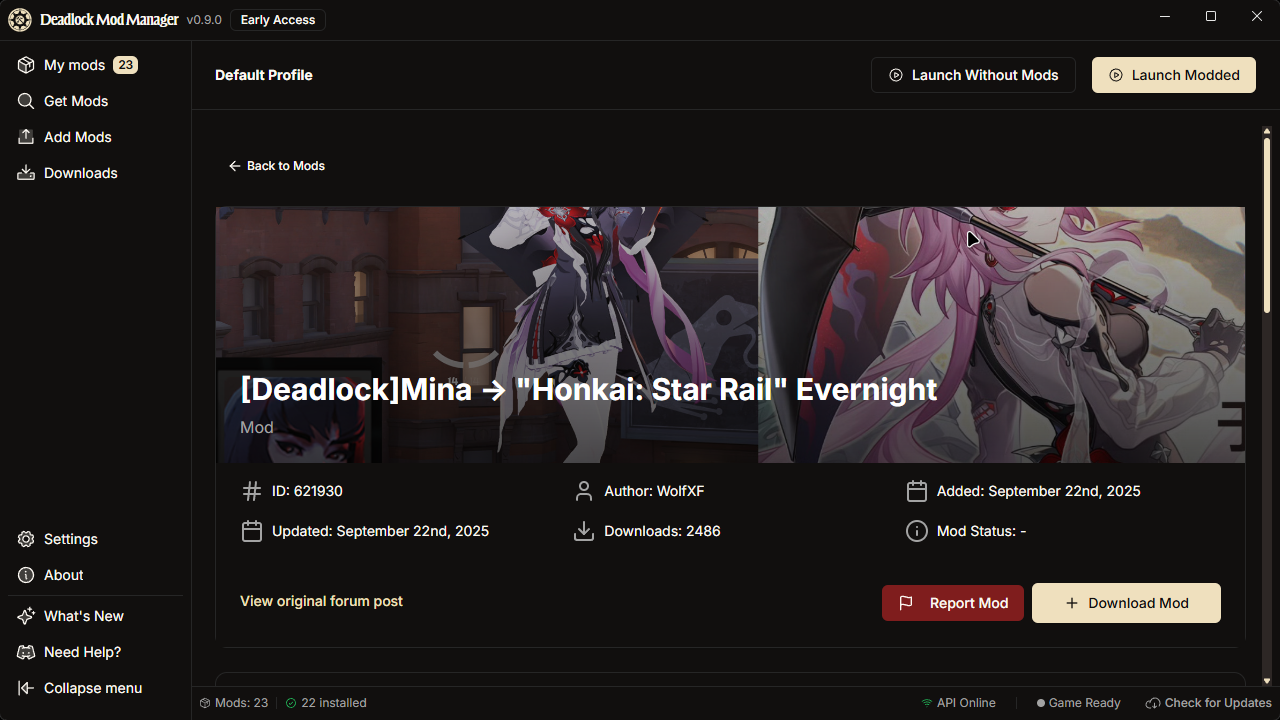 Deadlock Mod Manager v0.9.0 Early Access
My mods 23
Get Mods
Add Mods
Downloads
Default Profile
Launch Without Mods
Launch Modded
Back to Mods
[Deadlock]Mina → "Honkai: Star Rail" Evernight
Mod
ID: 621930
Author: WolfXF
Added: September 22nd, 2025
Updated: September 22nd, 2025
Downloads: 2486
Mod Status: -
View original forum post
Report Mod
Download Mod
Settings
About
What's New
Need Help?
Collapse menu
Mods: 23
22 installed
API Online
Game Ready
Check for Updates